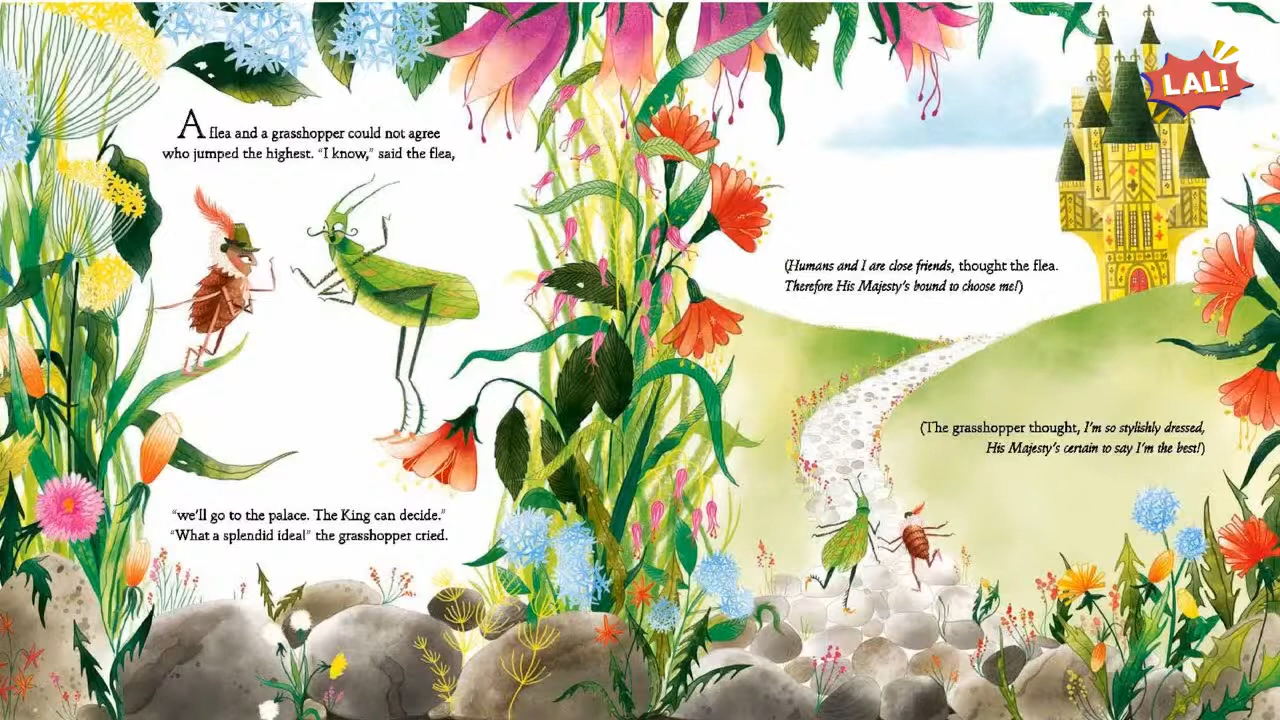 A flea and a grasshopper could not agree
who jumped the highest. "I know," said the flea,
"we'll go to the palace. The King can decide."
"What a splendid idea!" the grasshopper cried.
(Humans and I are close friends, thought the flea.
Therefore His Majesty's bound to choose me!)
(The grasshopper thought, I'm so stylishly dressed,
His Majesty's certain to say I'm the best!)
LAL!